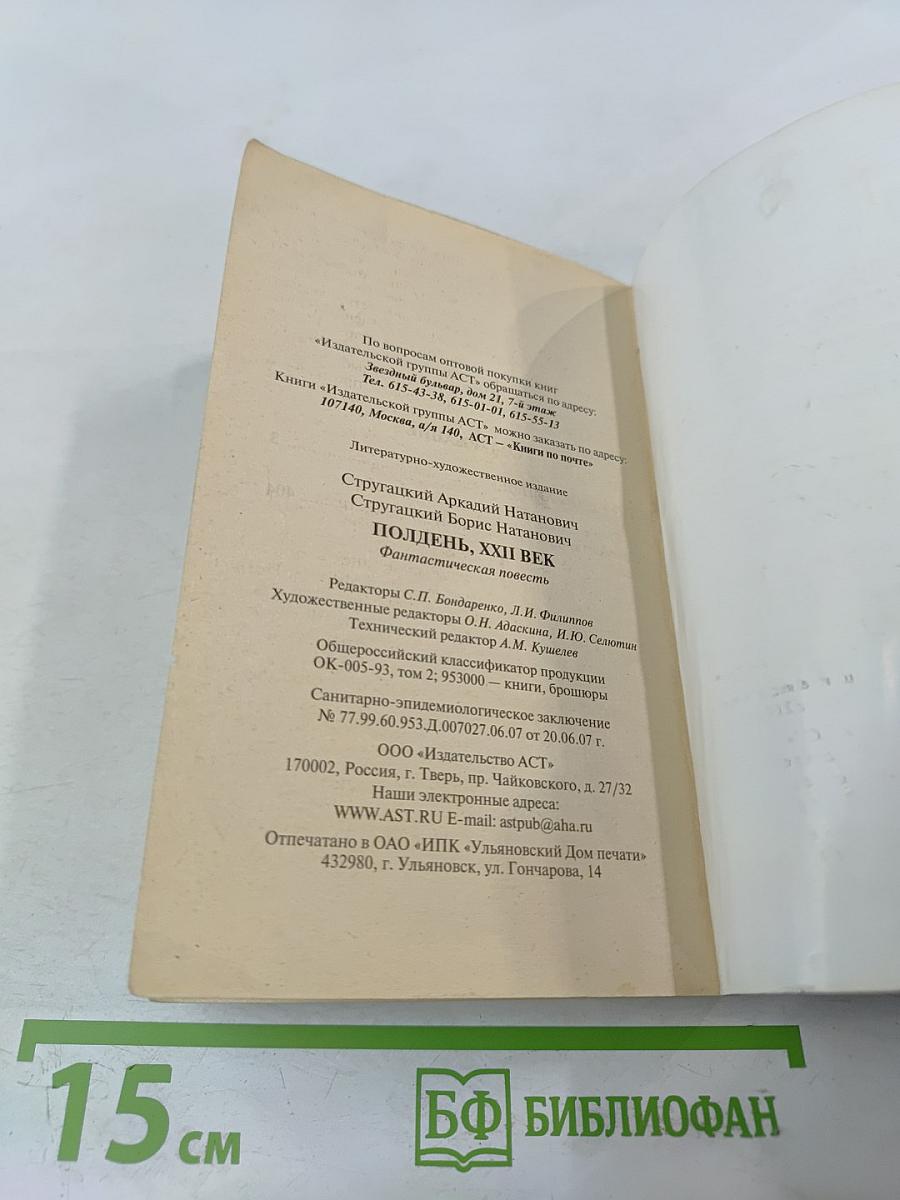 По вопросам оптовой покупки книг
«Издательской группы АСТ» обращаться по адресу:
Звездный бульвар, дом 21, 7-й этаж
Тел. 615-43-38, 615-01-01, 615-55-13
Книги «Издательской группы АСТ» можно заказать по адресу:
107140, Москва, а/я 140, АСТ – «Книги по почте»
Литературно-художественное издание
Стругацкий Аркадий Натанович
Стругацкий Борис Натанович
ПОЛДЕНЬ, XXII ВЕК
Фантастическая повесть
Редакторы С.П. Бондаренко, Л.И. Филиппов
Художественные редакторы О.Н. Адаскина, И.Ю. Селютин
Технический редактор А.М. Кушелев
Общероссийский классификатор продукции
ОК-005-93, том 2; 953000 — книги, брошюры
Санитарно-эпидемиологическое заключение
№ 77.99.60.953.Д.007027.06.07 от 20.06.07 г.
ООО «Издательство АСТ»
170002, Россия, г. Тверь, пр. Чайковского, д. 27/32
Наши электронные адреса:
WWW.AST.RU E-mail: astpub@aha.ru
Отпечатано в ОАО «ИПК «Ульяновский Дом печати»
432980, г. Ульяновск, ул. Гончарова, 14
15 см
БФ БИБЛИОФАН